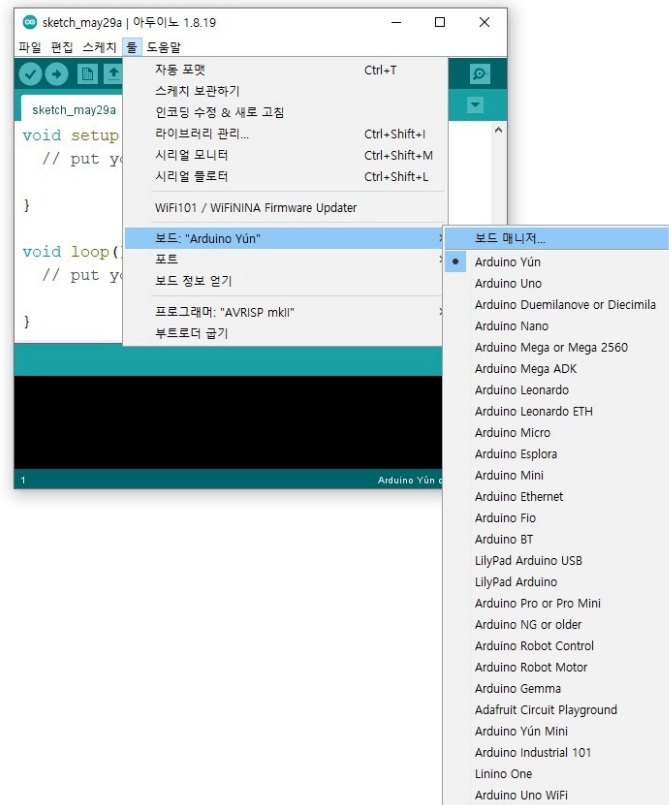 sketch_may29a | 아두이노 1.8.19
파일 편집 스케치 툴 도움말
sketch_may29a
void setup
// put yo
}
void loop()
// put yo
}
자동 포맷 Ctrl+T
스케치 보관하기
인코딩 수정 & 새로 고침
라이브러리 관리... Ctrl+Shift+I
시리얼 모니터 Ctrl+Shift+M
시리얼 플로터 Ctrl+Shift+L
WiFi101 / WiFiNINA Firmware Updater
보드: "Arduino Yún"
포트
보드 정보 얻기
프로그래머: "AVRISP mkII"
부트로더 굽기
1 Arduino Yún
보드 매니저...
Arduino Yún
Arduino Uno
Arduino Duemilanove or Diecimila
Arduino Nano
Arduino Mega or Mega 2560
Arduino Mega ADK
Arduino Leonardo
Arduino Leonardo ETH
Arduino Micro
Arduino Esplora
Arduino Mini
Arduino Ethernet
Arduino Fio
Arduino BT
LilyPad Arduino USB
LilyPad Arduino
Arduino Pro or Pro Mini
Arduino NG or older
Arduino Robot Control
Arduino Robot Motor
Arduino Gemma
Adafruit Circuit Playground
Arduino Yún Mini
Arduino Industrial 101
Linino One
Arduino Uno WiFi